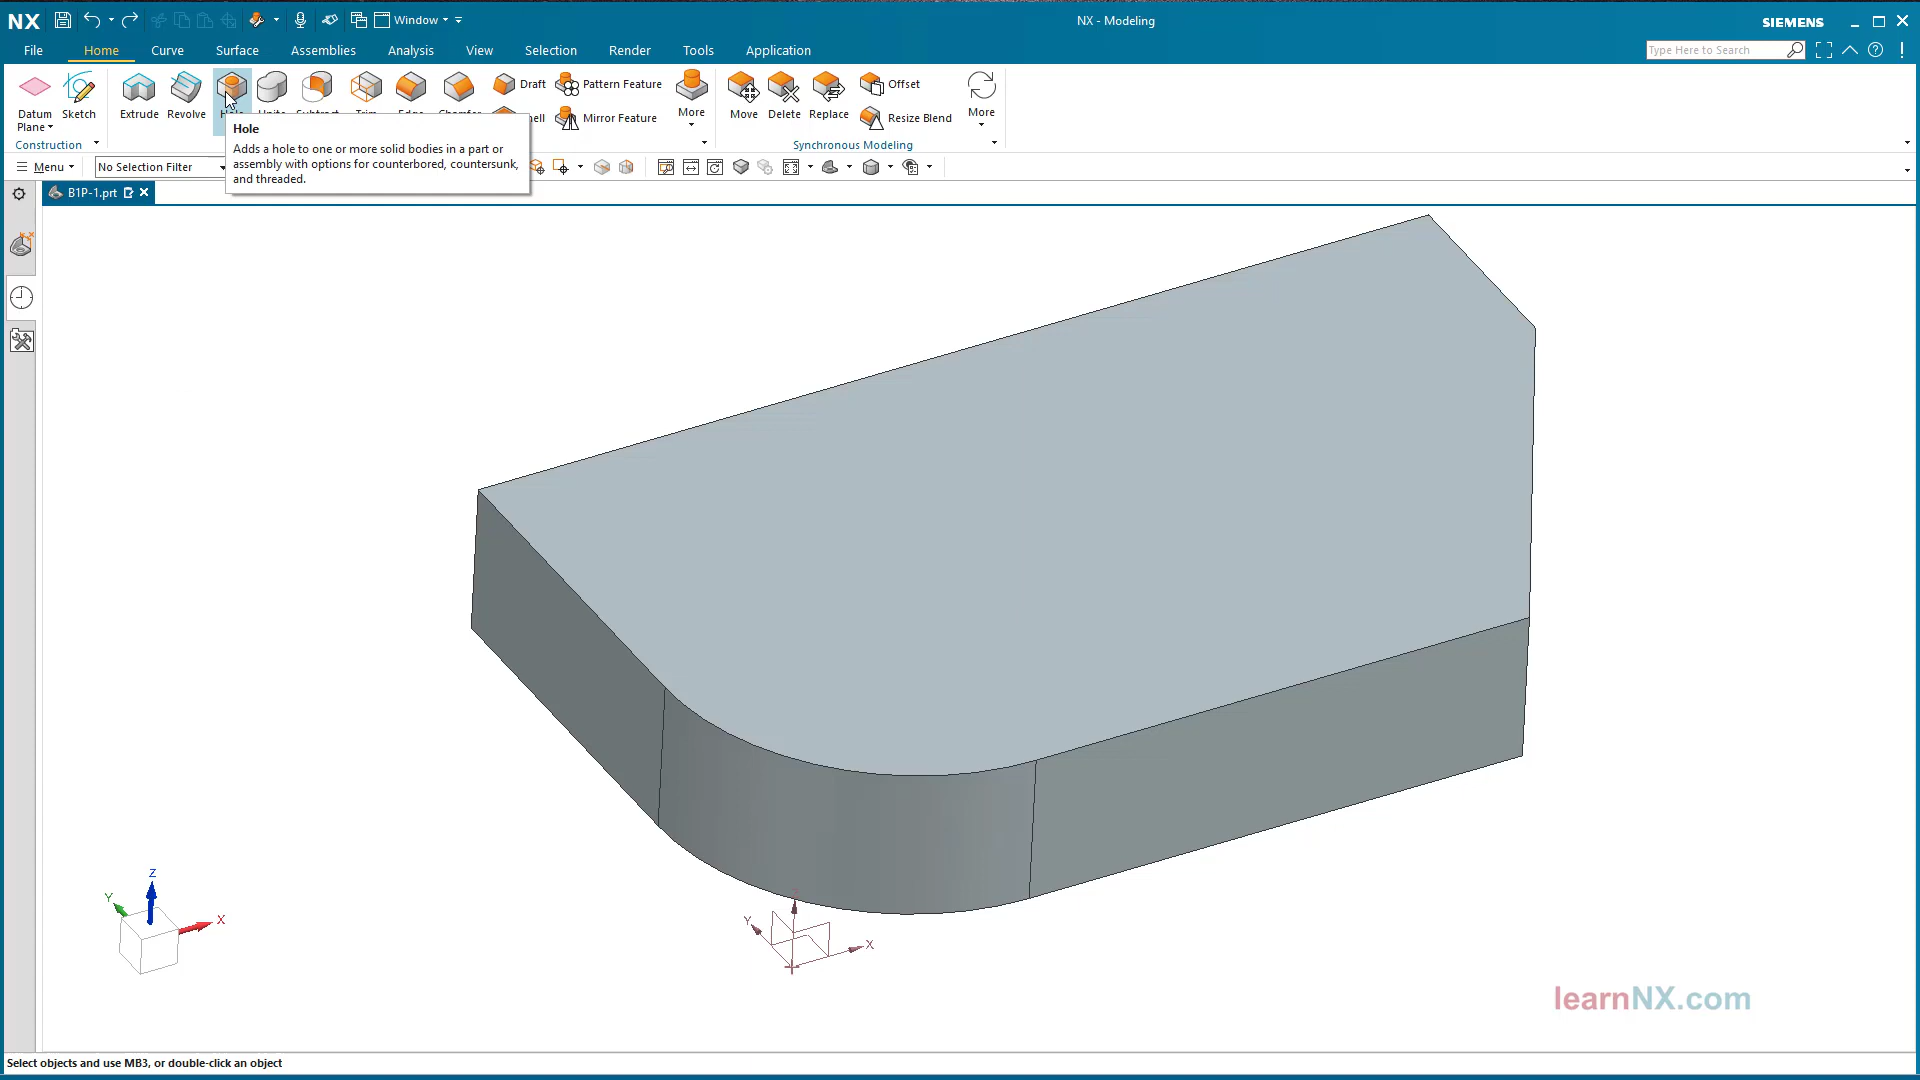 NX
Window
NX - Modeling
SIEMENS
File
Home
Curve
Surface
Assemblies
Analysis
View
Selection
Render
Tools
Application
Type Here to Search
Datum
Plane
Sketch
Extrude
Revolve
Draft
Pattern Feature
Mirror Feature
More
Move
Delete
Replace
Offset
Resize Blend
More
Construction
Synchronous Modeling
Hole
Adds a hole to one or more solid bodies in a part or
assembly with options for counterbored, countersunk,
and threaded.
Menu
No Selection Filter
B1P-1.prt
Z
Y
X
Y
X
learnNX.com
Select objects and use MB3, or double-click an object